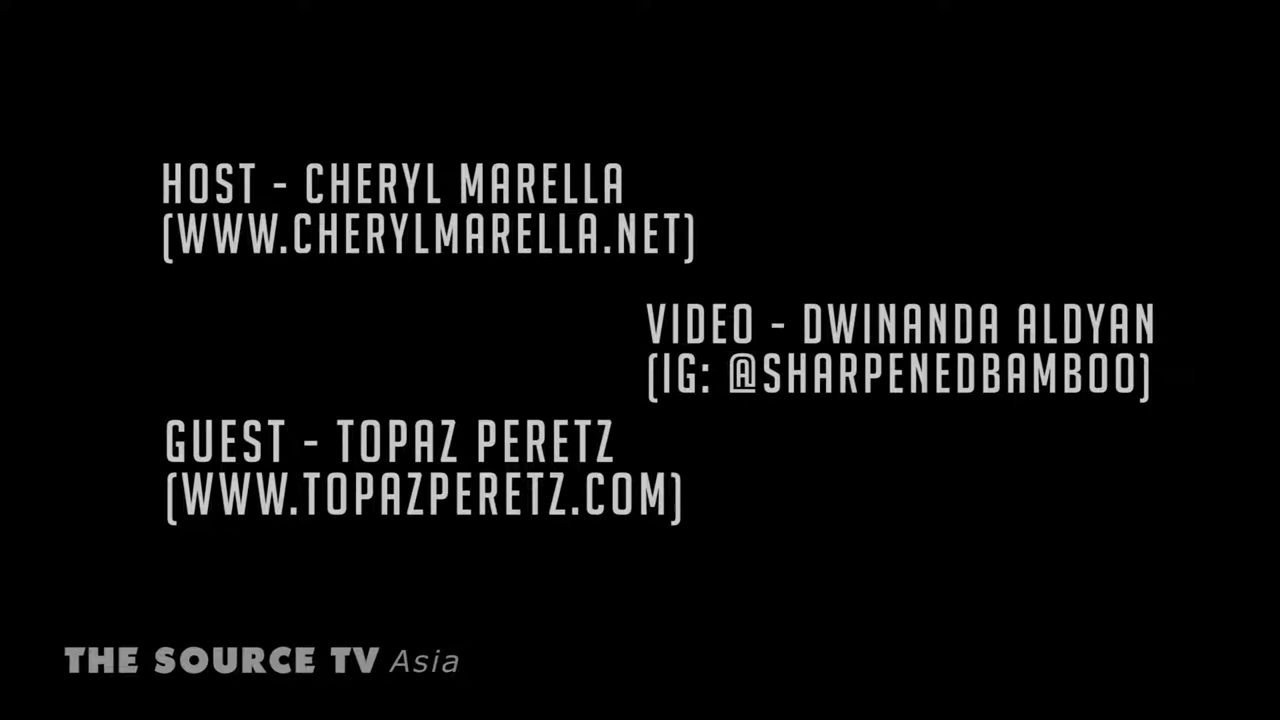 HOST - CHERYL MARELLA
(WWW.CHERYLMARELLA.NET)
VIDEO - DWINANDA ALDYAN
(IG: @SHARPENEDBAMBOO)
GUEST - TOPAZ PERETZ
(WWW.TOPAZPERETZ.COM)
THE SOURCE TV Asia